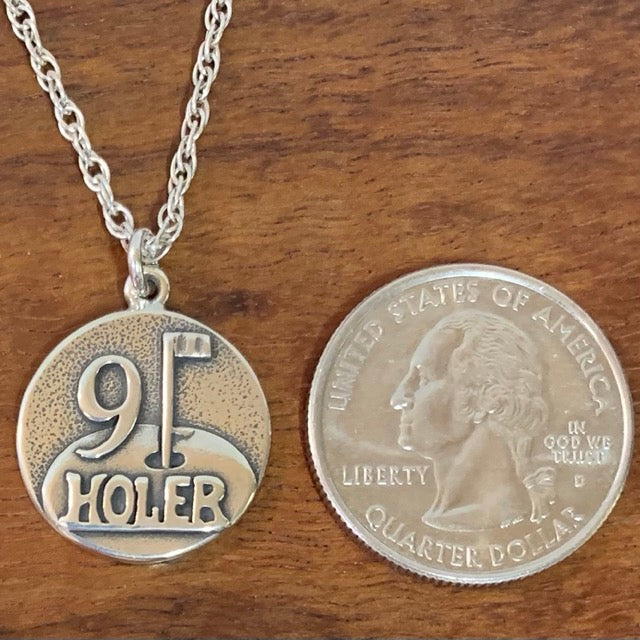 9
HOLER
UNITED STATES OF AMERICA
LIBERTY
IN
GOD WE
TRUST
D
QUARTER DOLLAR